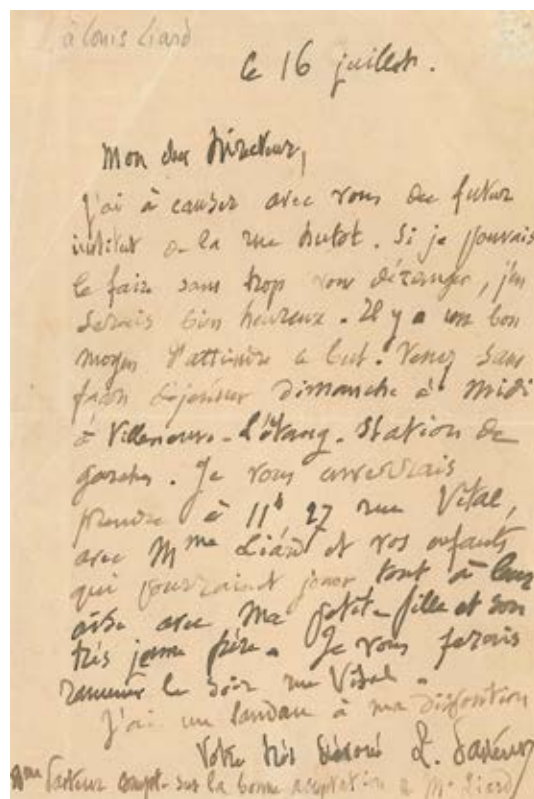 à Louis Liard
le 16 juillet.
Mon cher Directeur,
J'ai à causer avec vous du futur
institut de la rue Dutot. Si je pouvais
le faire sans trop vous déranger, j'en
serais bien heureux. Il y a un bon
moyen d'atteindre ce but. Venez sans
façon déjeuner dimanche à midi
à Villeneuve-l'étang. Station de
garches. Je vous enverrais
prendre à 11h, 27 rue Vital,
avec Mme Liard et vos enfants
qui pourraient jouer tout à leur
aise avec ma petite fille et son
très jeune frère. Je vous ferais
ramener le soir rue Vital.
J'ai un landau à ma disposition
Votre très dévoué L. Pasteur
Mme Pasteur compte sur la bonne acceptation de Me Liard